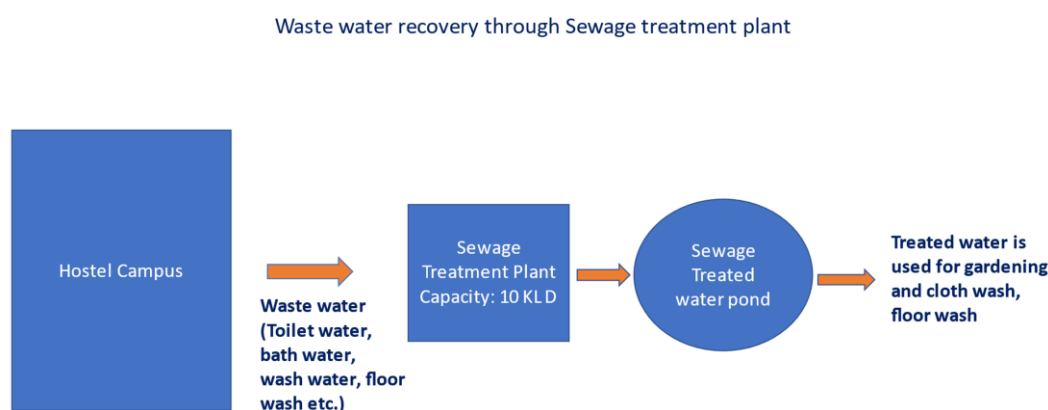 Waste water recovery through Sewage treatment plant
Hostel Campus
Waste water
(Toilet water,
bath water,
wash water, floor
wash etc.)
Sewage
Treatment Plant
Capacity: 10 KLD
Sewage
Treated
water pond
Treated water is
used for gardening
and cloth wash,
floor wash